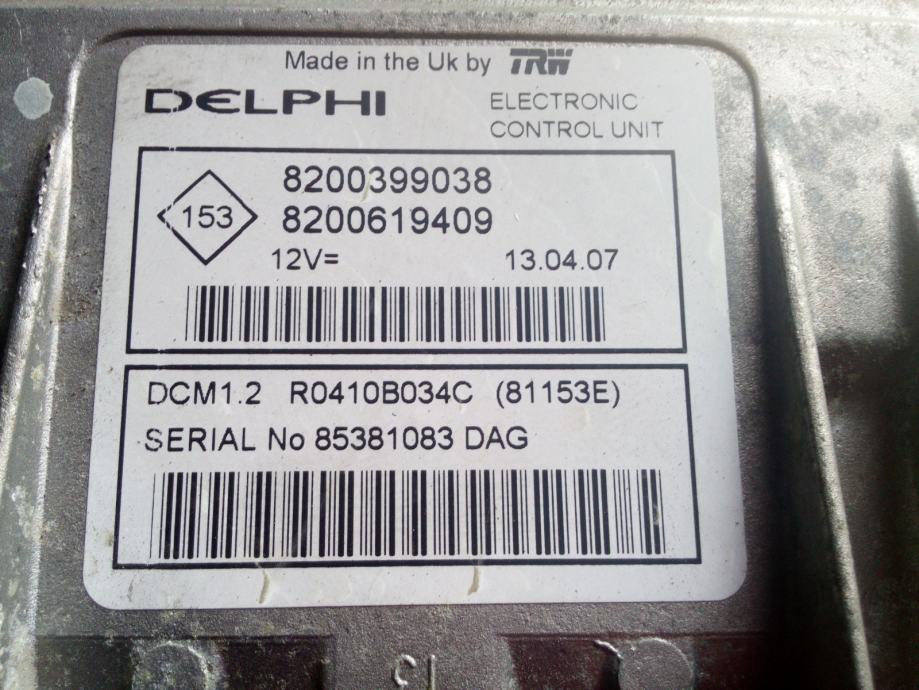 Made in the Uk by TRW
DELPHI
ELECTRONIC
CONTROL UNIT
153
8200399038
8200619409
12V= 13.04.07
DCM1.2 R0410B034C (81153E)
SERIAL No 85381083 DAG